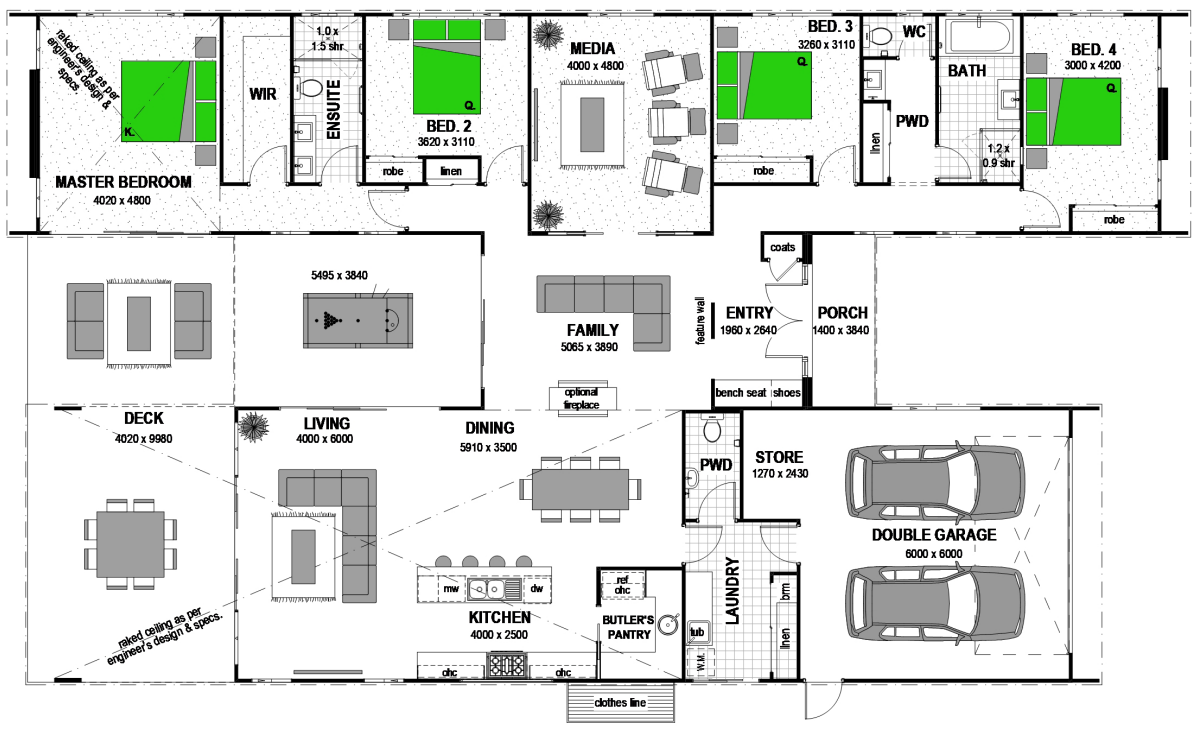 raked ceiling as per
engineer's design &
specs.
K.
MASTER BEDROOM
4020 x 4800
WIR
1.0 x
1.5 shr
ENSUITE
Q.
BED. 2
3620 x 3110
robe
linen
MEDIA
4000 x 4800
BED. 3
3260 x 3110
Q.
robe
WC
linen
PWD
BATH
1.2 x
0.9 shr
BED. 4
3000 x 4200
Q.
robe
5495 x 3840
FAMILY
5065 x 3890
feature wall
coats
ENTRY
1960 x 2640
PORCH
1400 x 3840
bench seat
shoes
optional
fireplace
DECK
4020 x 9980
LIVING
4000 x 6000
DINING
5910 x 3500
PWD
STORE
1270 x 2430
DOUBLE GARAGE
6000 x 6000
raked ceiling as per
engineer's design & specs.
mw
dw
KITCHEN
4000 x 2500
ohc
ohc
ref
ohc
BUTLER'S
PANTRY
LAUNDRY
tub
W.M.
brm
linen
clothes line